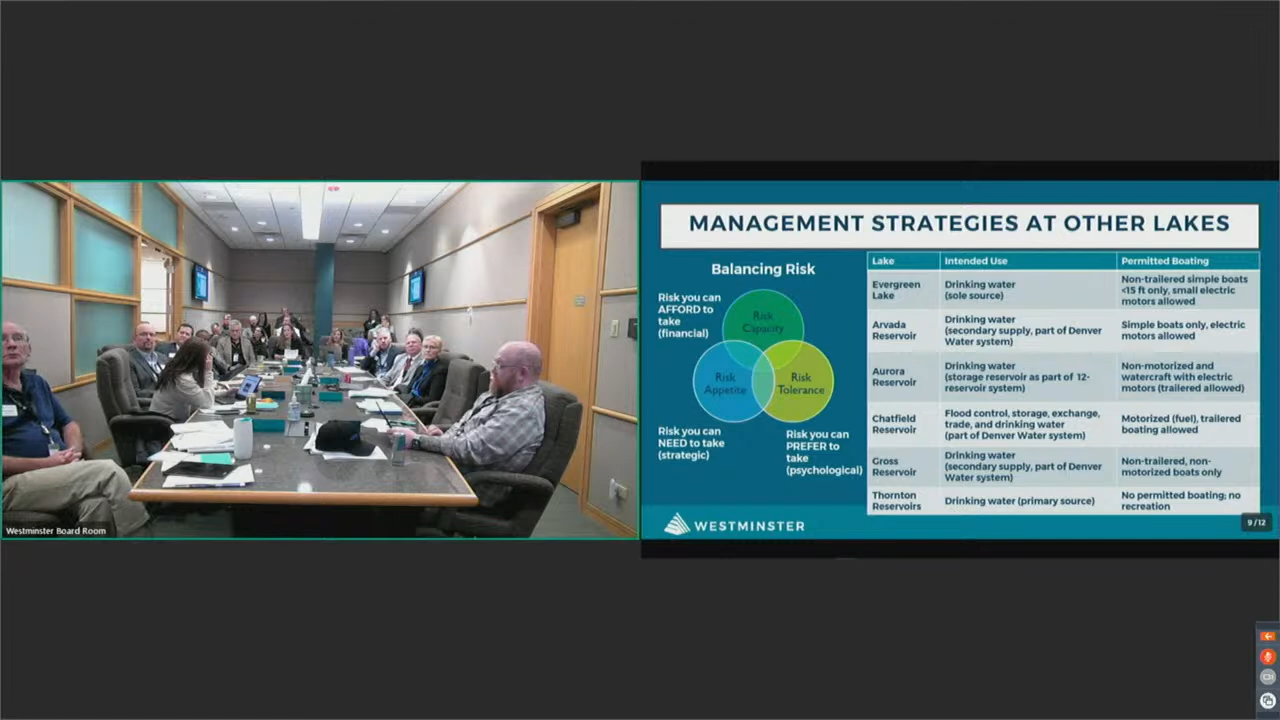 Westminster Board Room
MANAGEMENT STRATEGIES AT OTHER LAKES
Balancing Risk
Risk you can
AFFORD to
take
(financial)
Risk
Capacity
Risk
Appetite
Risk
Tolerance
Risk you can
NEED to take
(strategic)
Risk you can
PREFER to
take
(psychological)
Lake Intended Use Permitted Boating
Evergreen
Lake
Drinking water
(sole source)
Non-trailered simple boats
<15 ft only, small electric
motors allowed
Arvada
Reservoir
Drinking water
(secondary supply, part of Denver
Water system)
Simple boats only, electric
motors allowed
Aurora
Reservoir
Drinking water
(storage reservoir as part of 12-
reservoir system)
Non-motorized and
watercraft with electric
motors (trailered allowed)
Chatfield
Reservoir
Flood control, storage, exchange,
trade, and drinking water
(part of Denver Water system)
Motorized (fuel), trailered
boating allowed
Gross
Reservoir
Drinking water
(secondary supply, part of Denver
Water system)
Non-trailered, non-
motorized boats only
Thornton
Reservoirs
Drinking water (primary source)
No permitted boating; no
recreation
WESTMINSTER
9/12